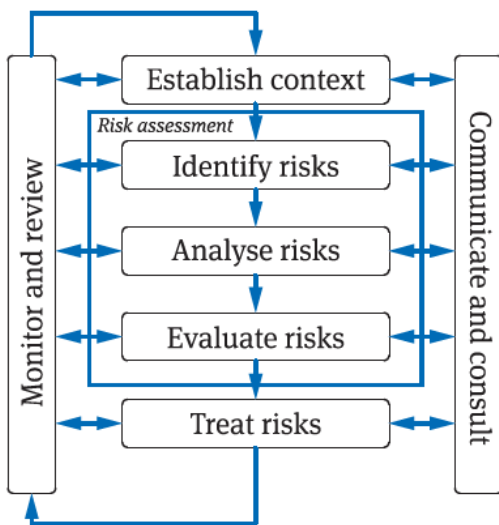 Establish context
Risk assessment
Identify risks
Analyse risks
Evaluate risks
Treat risks
Monitor and review
Communicate and consult